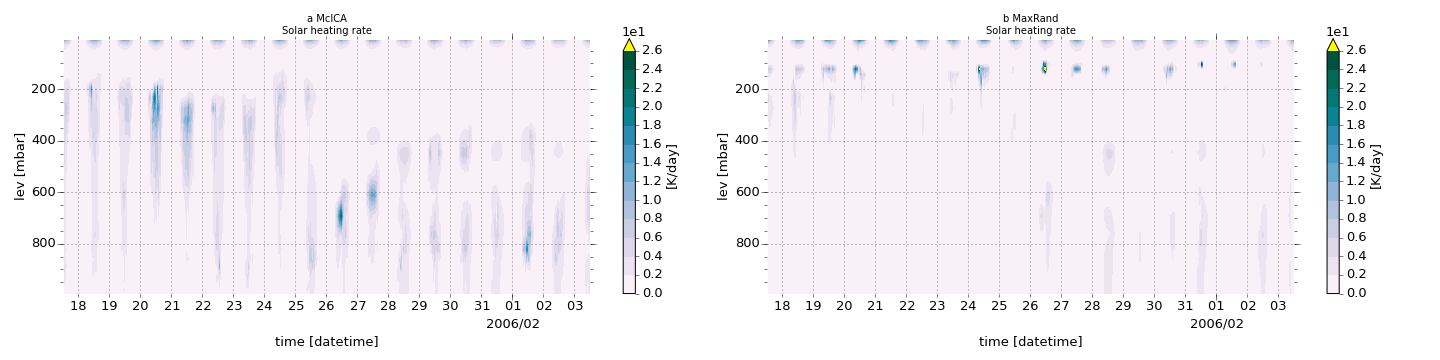 a McICA
Solar heating rate
1e1
2.6
2.4
2.2
2.0
1.8
1.6
1.4
1.2
1.0
0.8
0.6
0.4
0.2
0.0
[K/day]
200
400
600
800
lev [mbar]
18 19 20 21 22 23 24 25 26 27 28 29 30 31 01 02 03
2006/02
time [datetime]
b MaxRand
Solar heating rate
1e1
2.6
2.4
2.2
2.0
1.8
1.6
1.4
1.2
1.0
0.8
0.6
0.4
0.2
0.0
[K/day]
200
400
600
800
lev [mbar]
18 19 20 21 22 23 24 25 26 27 28 29 30 31 01 02 03
2006/02
time [datetime]